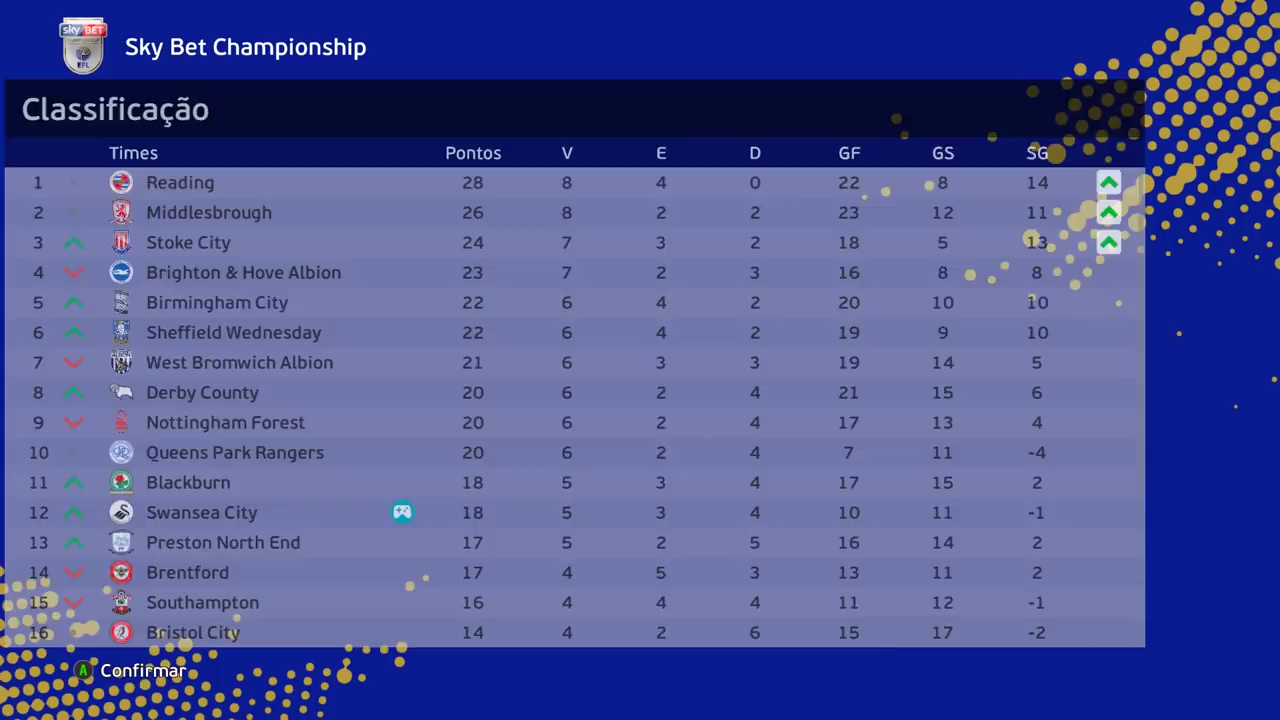 sky BET
EFL
Sky Bet Championship
Classificação
Times Pontos V E D GF GS SG
1 Reading 28 8 4 0 22 8 14
2 Middlesbrough 26 8 2 2 23 12 11
3 Stoke City 24 7 3 2 18 5 13
4 Brighton & Hove Albion 23 7 2 3 16 8 8
5 Birmingham City 22 6 4 2 20 10 10
6 Sheffield Wednesday 22 6 4 2 19 9 10
7 West Bromwich Albion 21 6 3 3 19 14 5
8 Derby County 20 6 2 4 21 15 6
9 Nottingham Forest 20 6 2 4 17 13 4
10 Queens Park Rangers 20 6 2 4 7 11 -4
11 Blackburn 18 5 3 4 17 15 2
12 Swansea City 18 5 3 4 10 11 -1
13 Preston North End 17 5 2 5 16 14 2
14 Brentford 17 4 5 3 13 11 2
15 Southampton 16 4 4 4 11 12 -1
16 Bristol City 14 4 2 6 15 17 -2
A Confirmar